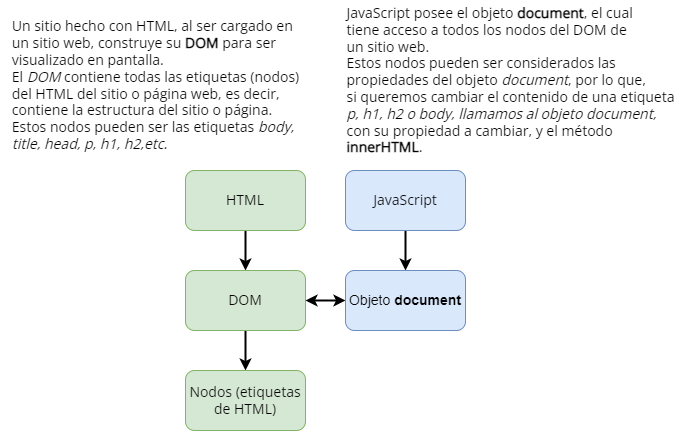 Un sitio hecho con HTML, al ser cargado en
un sitio web, construye su DOM para ser
visualizado en pantalla.
El DOM contiene todas las etiquetas (nodos)
del HTML del sitio o página web, es decir,
contiene la estructura del sitio o página.
Estos nodos pueden ser las etiquetas body,
title, head, p, h1, h2,etc.
JavaScript posee el objeto document, el cual
tiene acceso a todos los nodos del DOM de
un sitio web.
Estos nodos pueden ser considerados las
propiedades del objeto document, por lo que,
si queremos cambiar el contenido de una etiqueta
p, h1, h2 o body, llamamos al objeto document,
con su propiedad a cambiar, y el método
innerHTML.
HTML
JavaScript
DOM
Objeto document
Nodos (etiquetas
de HTML)